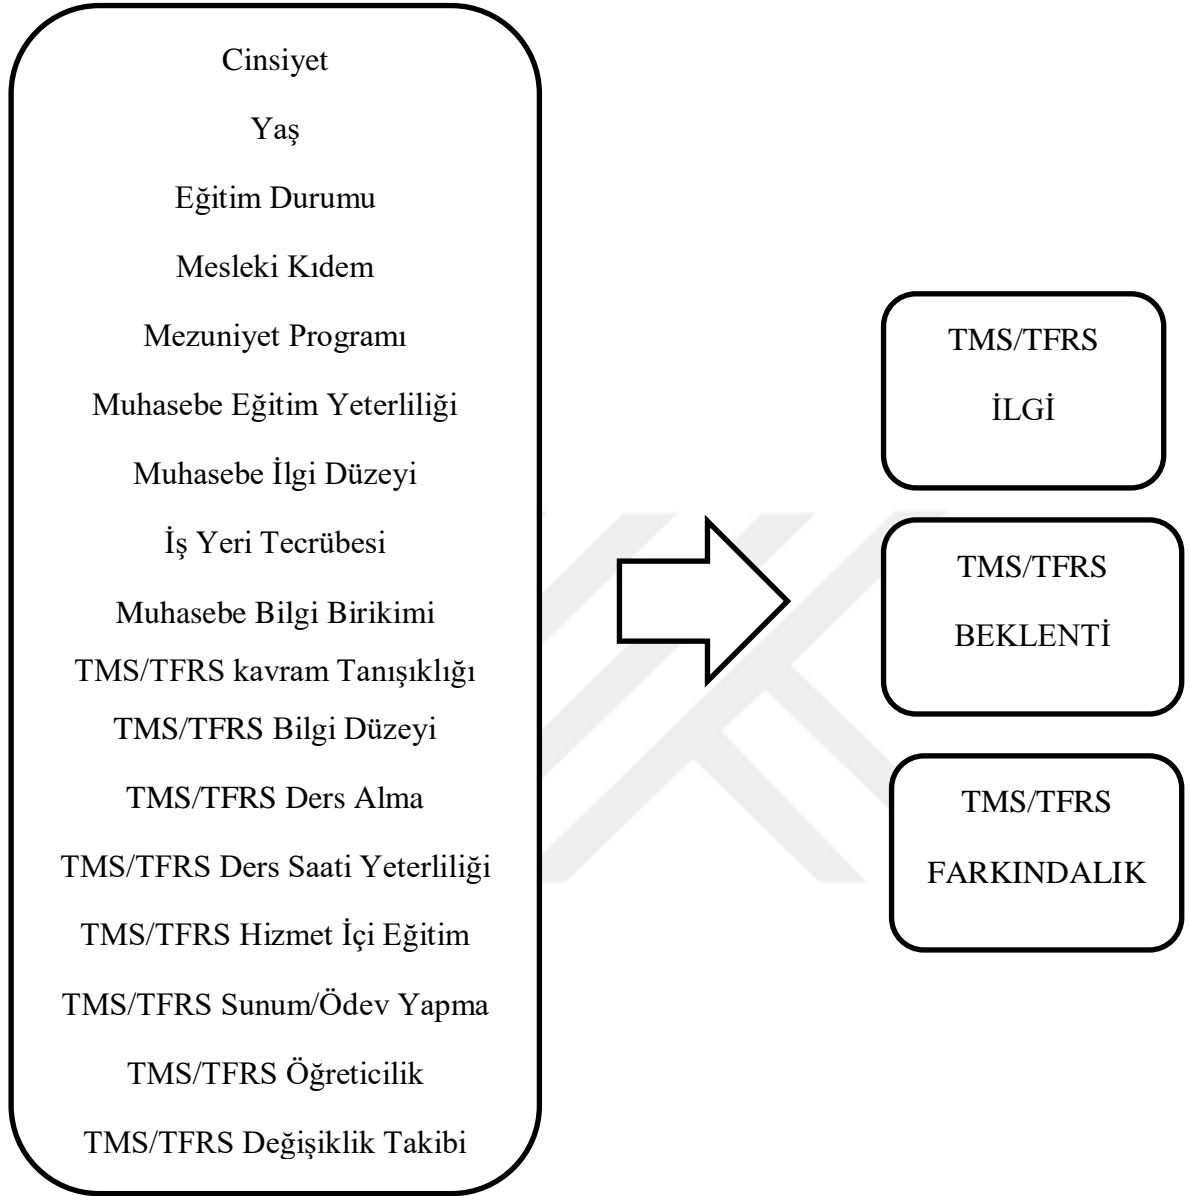 Cinsiyet
Yaş
Eğitim Durumu
Mesleki Kıdem
Mezuniyet Programı
Muhasebe Eğitim Yeterliliği
Muhasebe İlgi Düzeyi
İş Yeri Tecrübesi
Muhasebe Bilgi Birikimi
TMS/TFRS kavram Tanışıklığı
TMS/TFRS Bilgi Düzeyi
TMS/TFRS Ders Alma
TMS/TFRS Ders Saati Yeterliliği
TMS/TFRS Hizmet İçi Eğitim
TMS/TFRS Sunum/Ödev Yapma
TMS/TFRS Öğreticilik
TMS/TFRS Değişiklik Takibi
TMS/TFRS
İLGİ
TMS/TFRS
BEKLENTİ
TMS/TFRS
FARKINDALIK